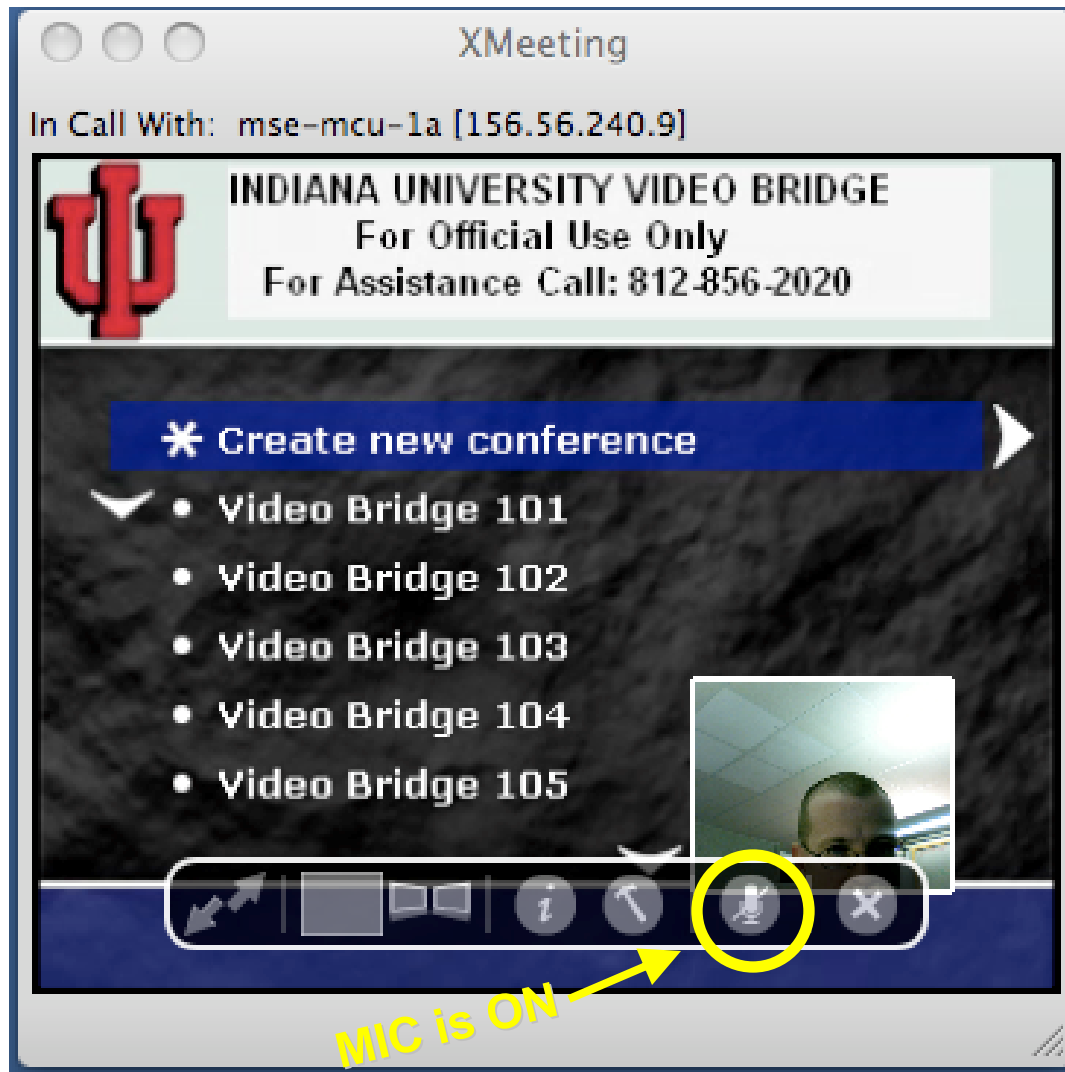 XMeeting
In Call With: mse-mcu-1a [156.56.240.9]
INDIANA UNIVERSITY VIDEO BRIDGE
For Official Use Only
For Assistance Call: 812-856-2020
* Create new conference
• Video Bridge 101
• Video Bridge 102
• Video Bridge 103
• Video Bridge 104
• Video Bridge 105
i
MIC is ON